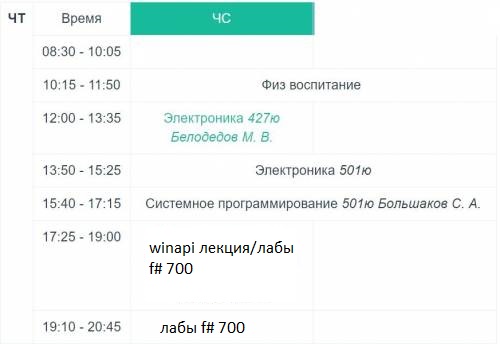 ЧТ Время ЧС
08:30 - 10:05
10:15 - 11:50 Физ воспитание
12:00 - 13:35 Электроника 427ю
Белодедов М. В.
13:50 - 15:25 Электроника 501ю
15:40 - 17:15 Системное программирование 501ю Большаков С. А.
17:25 - 19:00 winapi лекция/лабы
f# 700
19:10 - 20:45 лабы f# 700